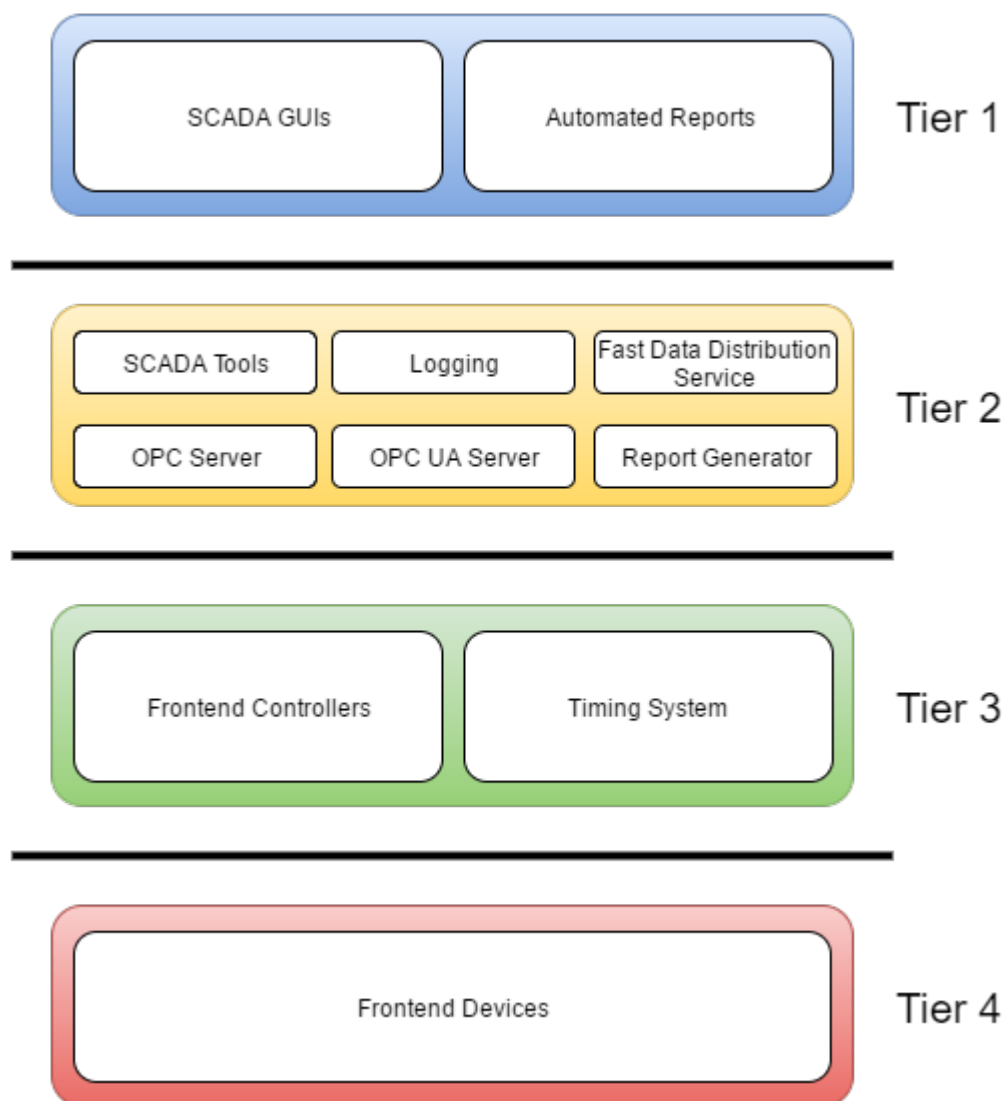 SCADA GUIs
Automated Reports
Tier 1
SCADA Tools
Logging
Fast Data Distribution
Service
Tier 2
OPC Server
OPC UA Server
Report Generator
Frontend Controllers
Timing System
Tier 3
Frontend Devices
Tier 4